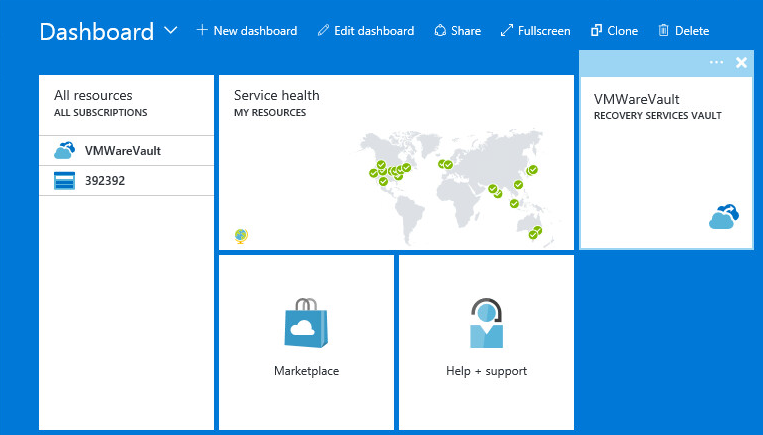 Dashboard
New dashboard
Edit dashboard
Share
Fullscreen
Clone
Delete
All resources
ALL SUBSCRIPTIONS
VMWareVault
392392
Service health
MY RESOURCES
VMWareVault
RECOVERY SERVICES VAULT
Marketplace
Help + support